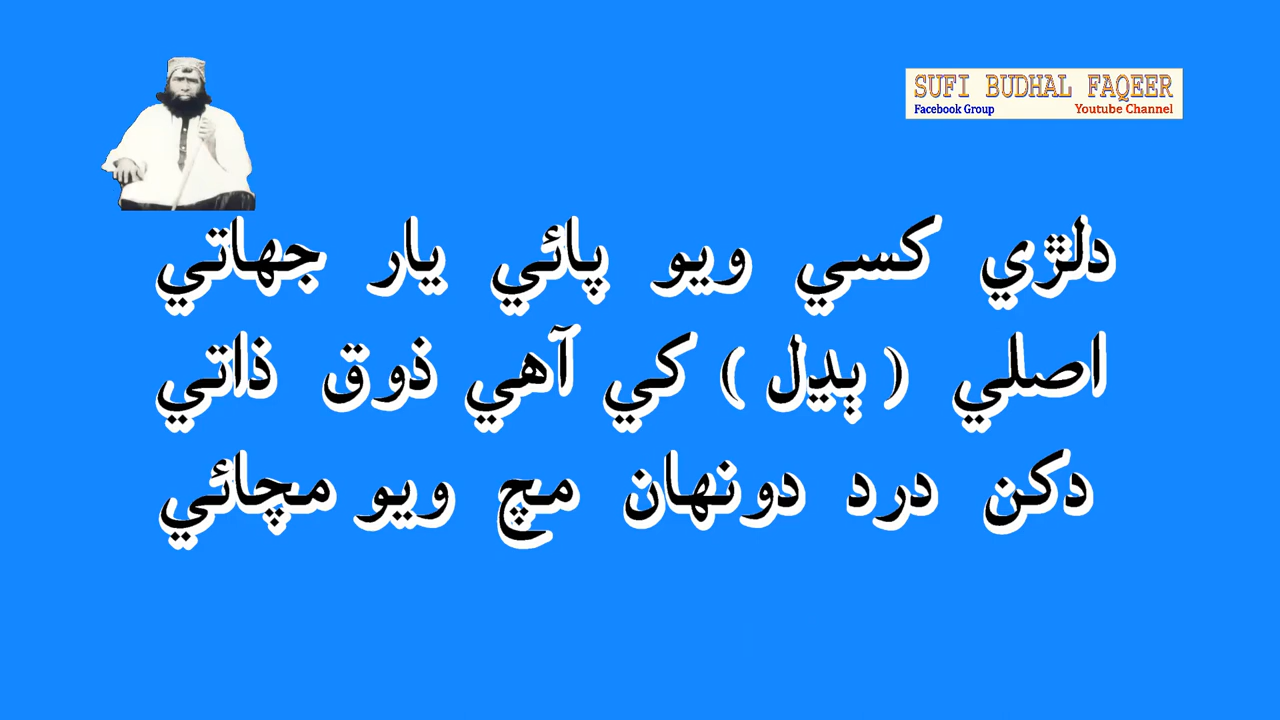 SUFI BUDHAL FAQEER
Facebook Group Youtube Channel
دلڙي کسي ويو پائي يار جهاتي
اصلي ( ٻڍل ) کي آهي ذوق ذاتي
دکن درد دونهان مچ ويو مچائي